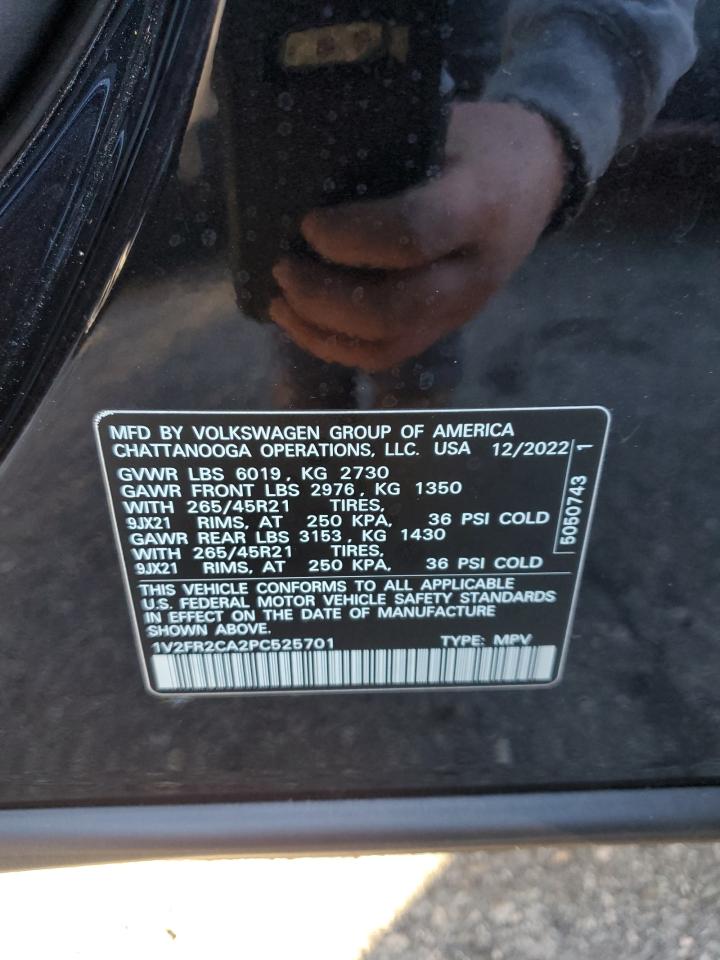 MFD BY VOLKSWAGEN GROUP OF AMERICA
CHATTANOOGA OPERATIONS, LLC. USA 12/2022
GVWR LBS 6019, KG 2730
GAWR FRONT LBS 2976, KG 1350
WITH 265/45R21 TIRES,
9JX21 RIMS, AT 250 KPA, 36 PSI COLD
GAWR REAR LBS 3153, KG 1430
WITH 265/45R21 TIRES,
9JX21 RIMS, AT 250 KPA, 36 PSI COLD
5050743 1
THIS VEHICLE CONFORMS TO ALL APPLICABLE
U.S. FEDERAL MOTOR VEHICLE SAFETY STANDARDS
IN EFFECT ON THE DATE OF MANUFACTURE
SHOWN ABOVE.
1V2FR2CA2PC525701 TYPE: MPV